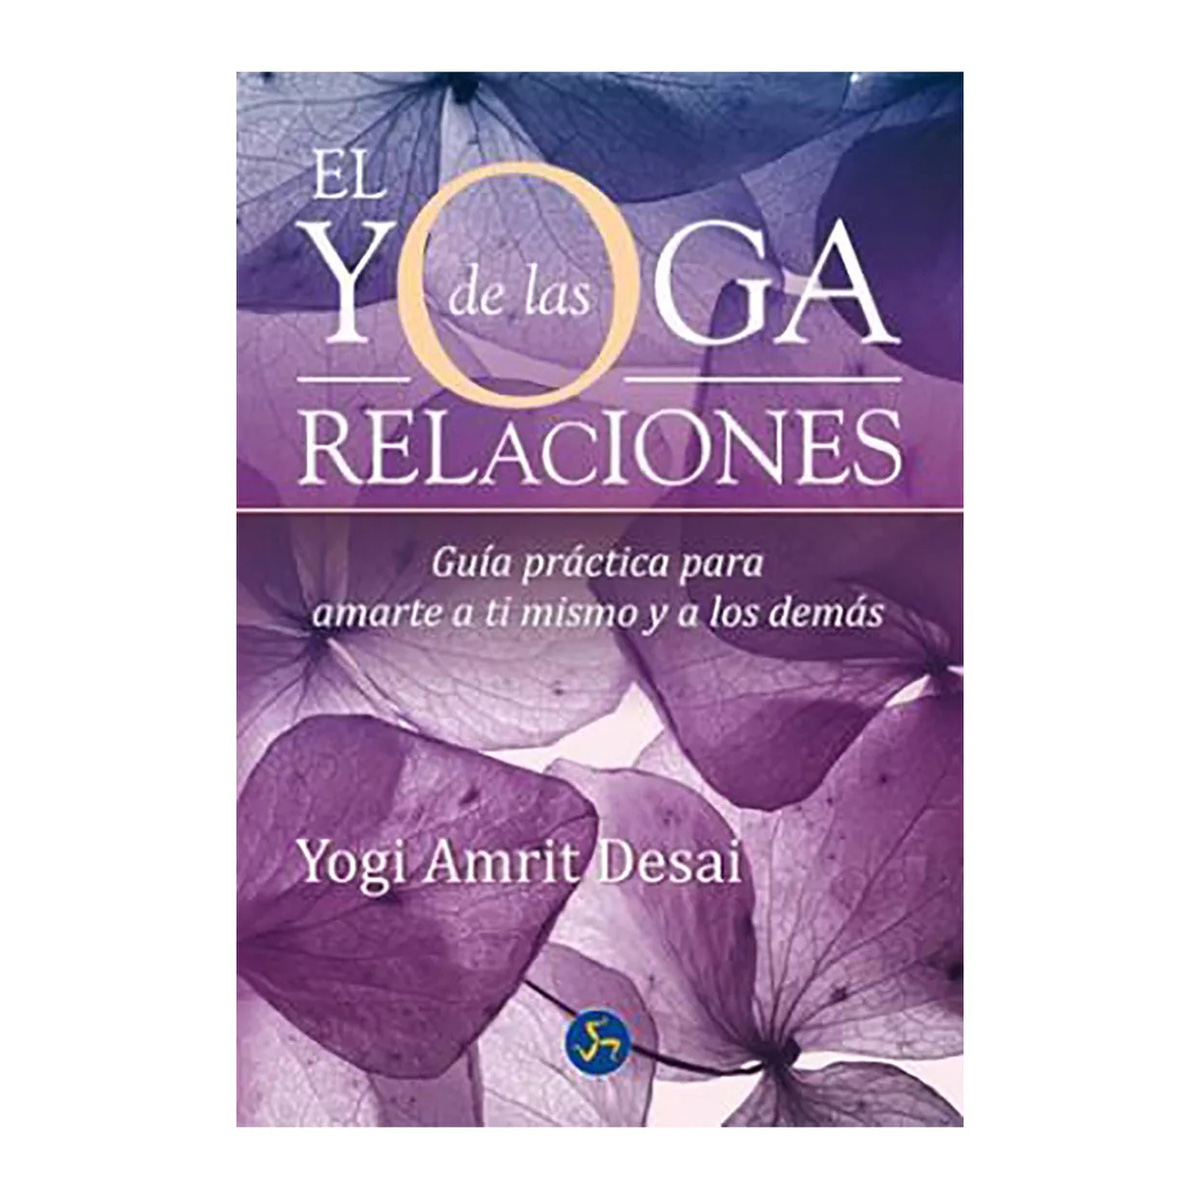 EL
YOGA
de las
RELACIONES
Guía práctica para
amarte a ti mismo y a los demás
Yogi Amrit Desai